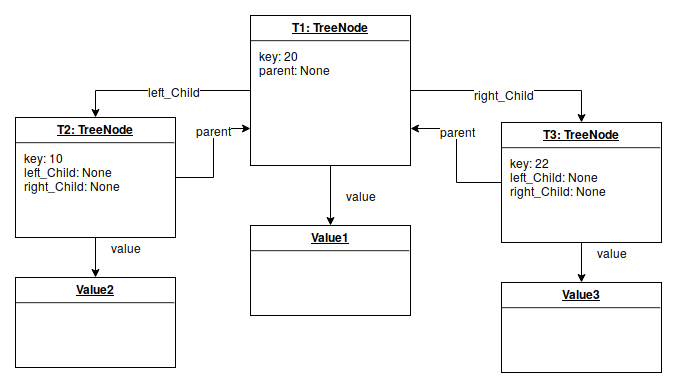 T1: TreeNode
key: 20
parent: None
left_Child
right_Child
T2: TreeNode
key: 10
left_Child: None
right_Child: None
parent
parent
T3: TreeNode
key: 22
left_Child: None
right_Child: None
value
Value1
value
Value2
value
Value3